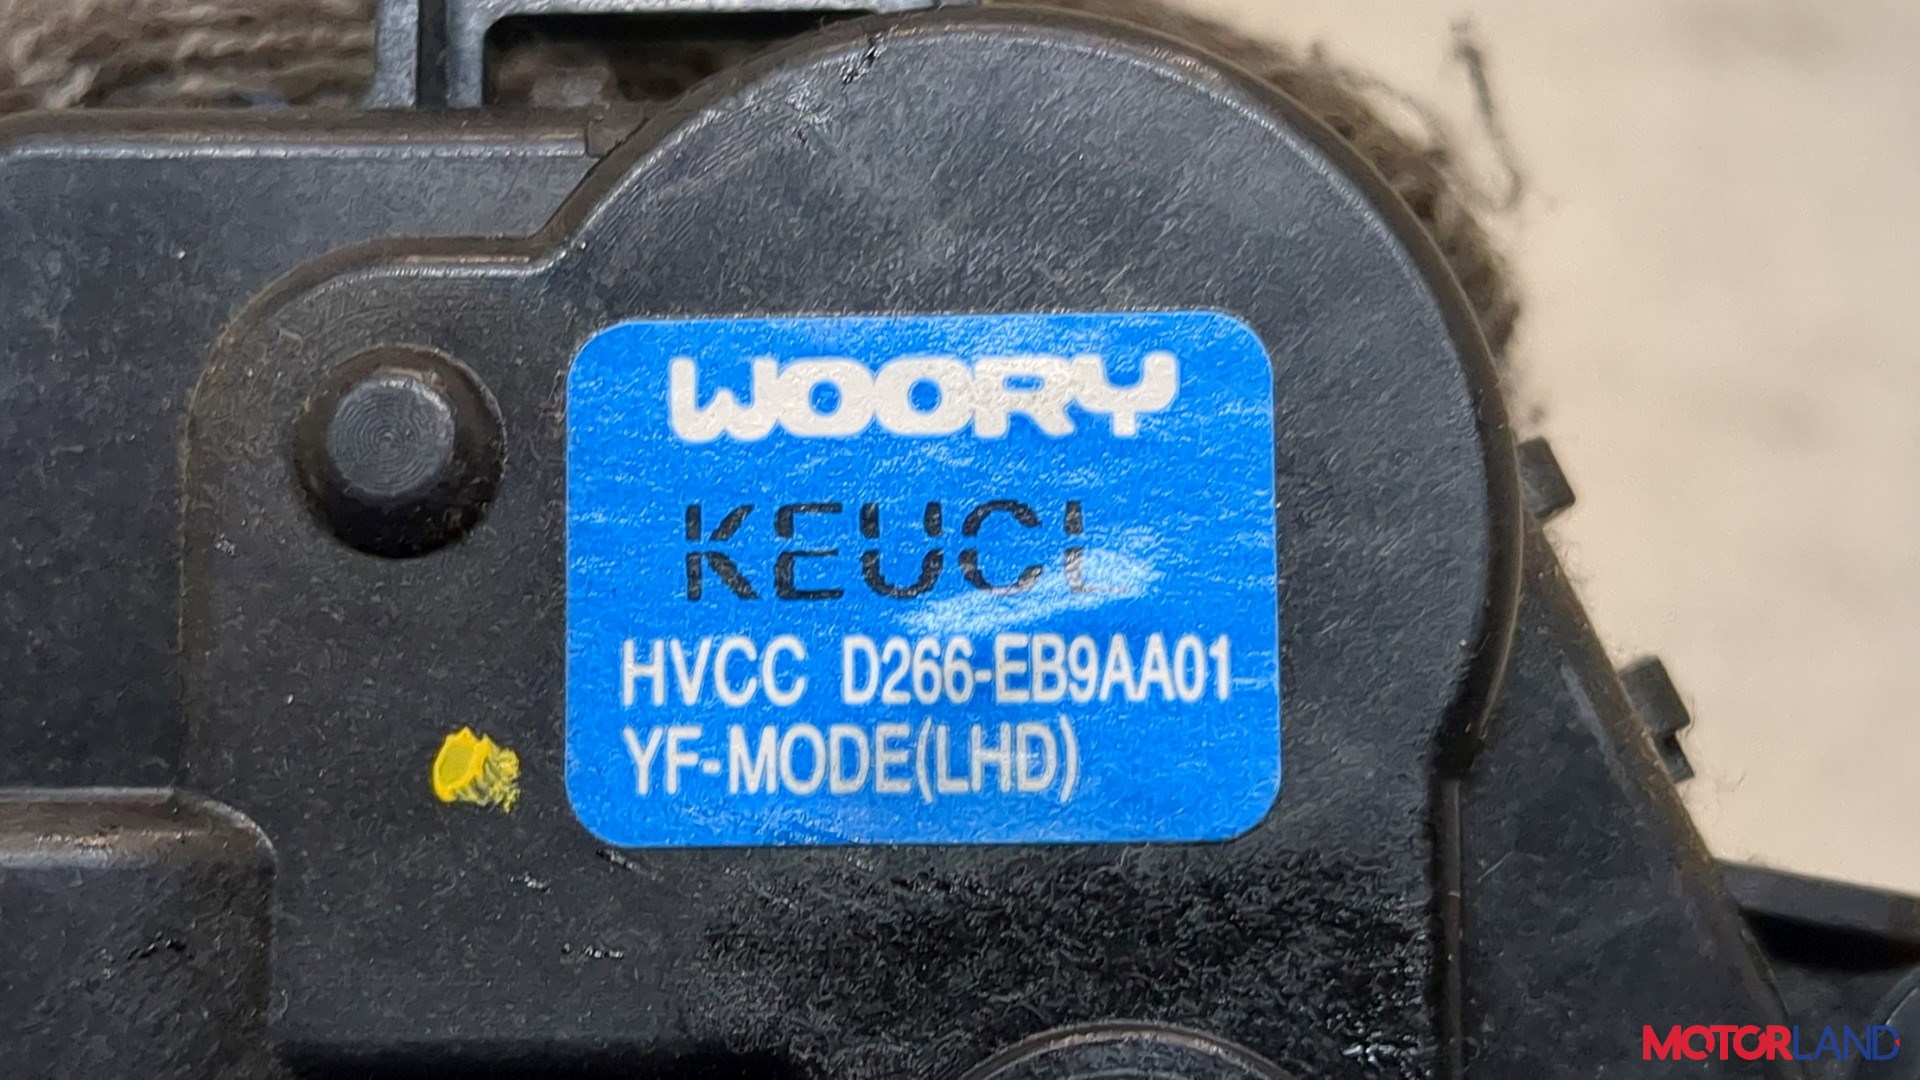 WOORY
KEUCL
HVCC D266-EB9AA01
YF-MODE(LHD)
MOTORLAND